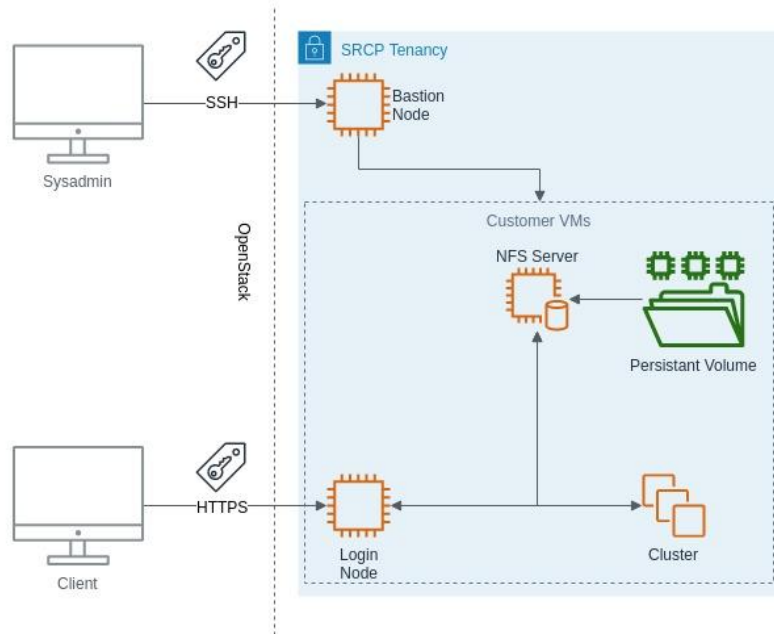 SRCP Tenancy
SSH
Bastion
Node
Sysadmin
OpenStack
Customer VMs
NFS Server
Persistant Volume
HTTPS
Login
Node
Cluster
Client